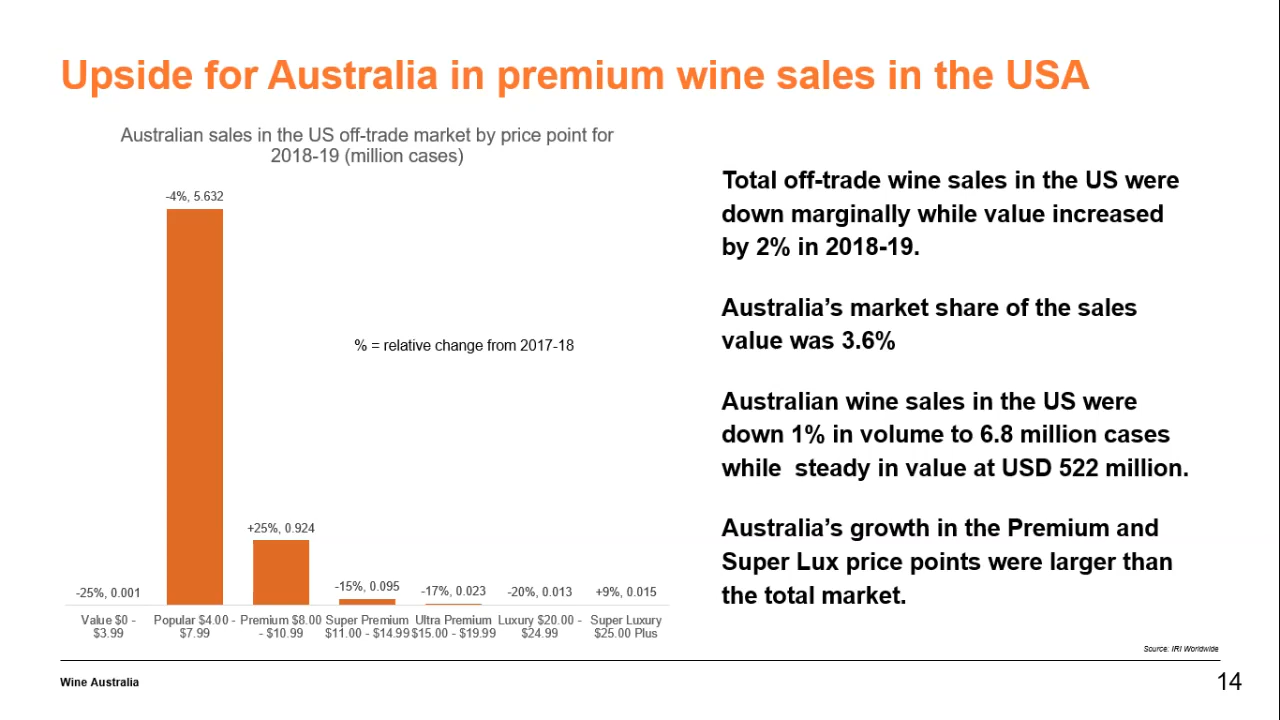 Upside for Australia in premium wine sales in the USA
Australian sales in the US off-trade market by price point for
2018-19 (million cases)
-4%, 5.632
% = relative change from 2017-18
+25%, 0.924
-25%, 0.001
-15%, 0.095
-17%, 0.023
-20%, 0.013
+9%, 0.015
Value $0 -
$3.99
Popular $4.00 -
$7.99
Premium $8.00
- $10.99
Super Premium
$11.00 - $14.99
Ultra Premium
$15.00 - $19.99
Luxury $20.00 -
$24.99
Super Luxury
$25.00 Plus
Total off-trade wine sales in the US were
down marginally while value increased
by 2% in 2018-19.
Australia’s market share of the sales
value was 3.6%
Australian wine sales in the US were
down 1% in volume to 6.8 million cases
while  steady in value at USD 522 million.
Australia’s growth in the Premium and
Super Lux price points were larger than
the total market.
Source: IRI Worldwide
Wine Australia
14